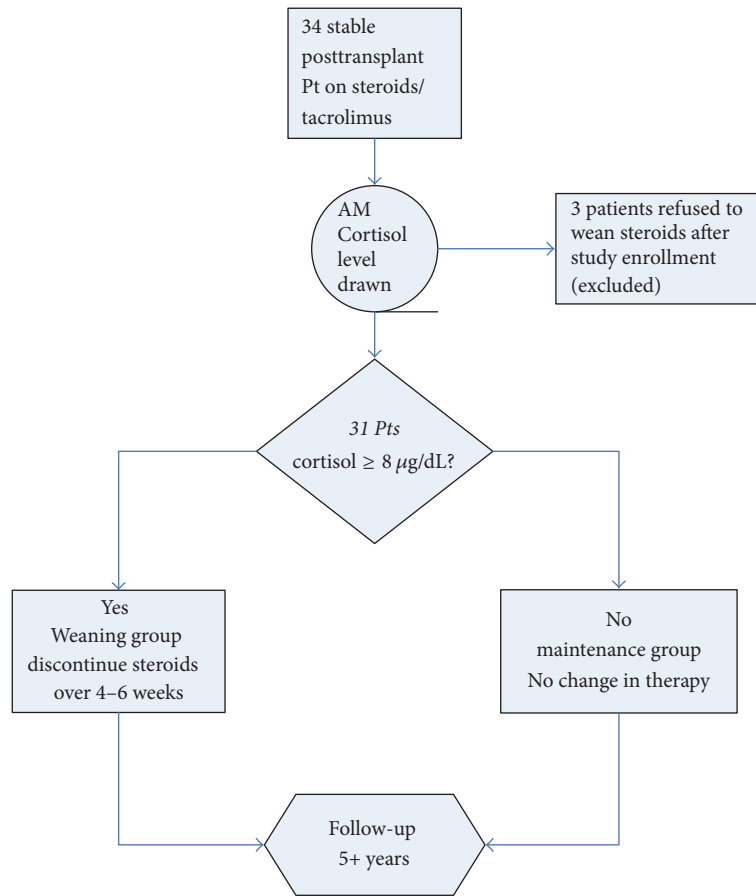 34 stable
posttransplant
Pt on steroids/
tacrolimus
AM
Cortisol
level
drawn
3 patients refused to
wean steroids after
study enrollment
(excluded)
31 Pts
cortisol ≥ 8 μg/dL?
Yes
Weaning group
discontinue steroids
over 4–6 weeks
No
maintenance group
No change in therapy
Follow-up
5+ years